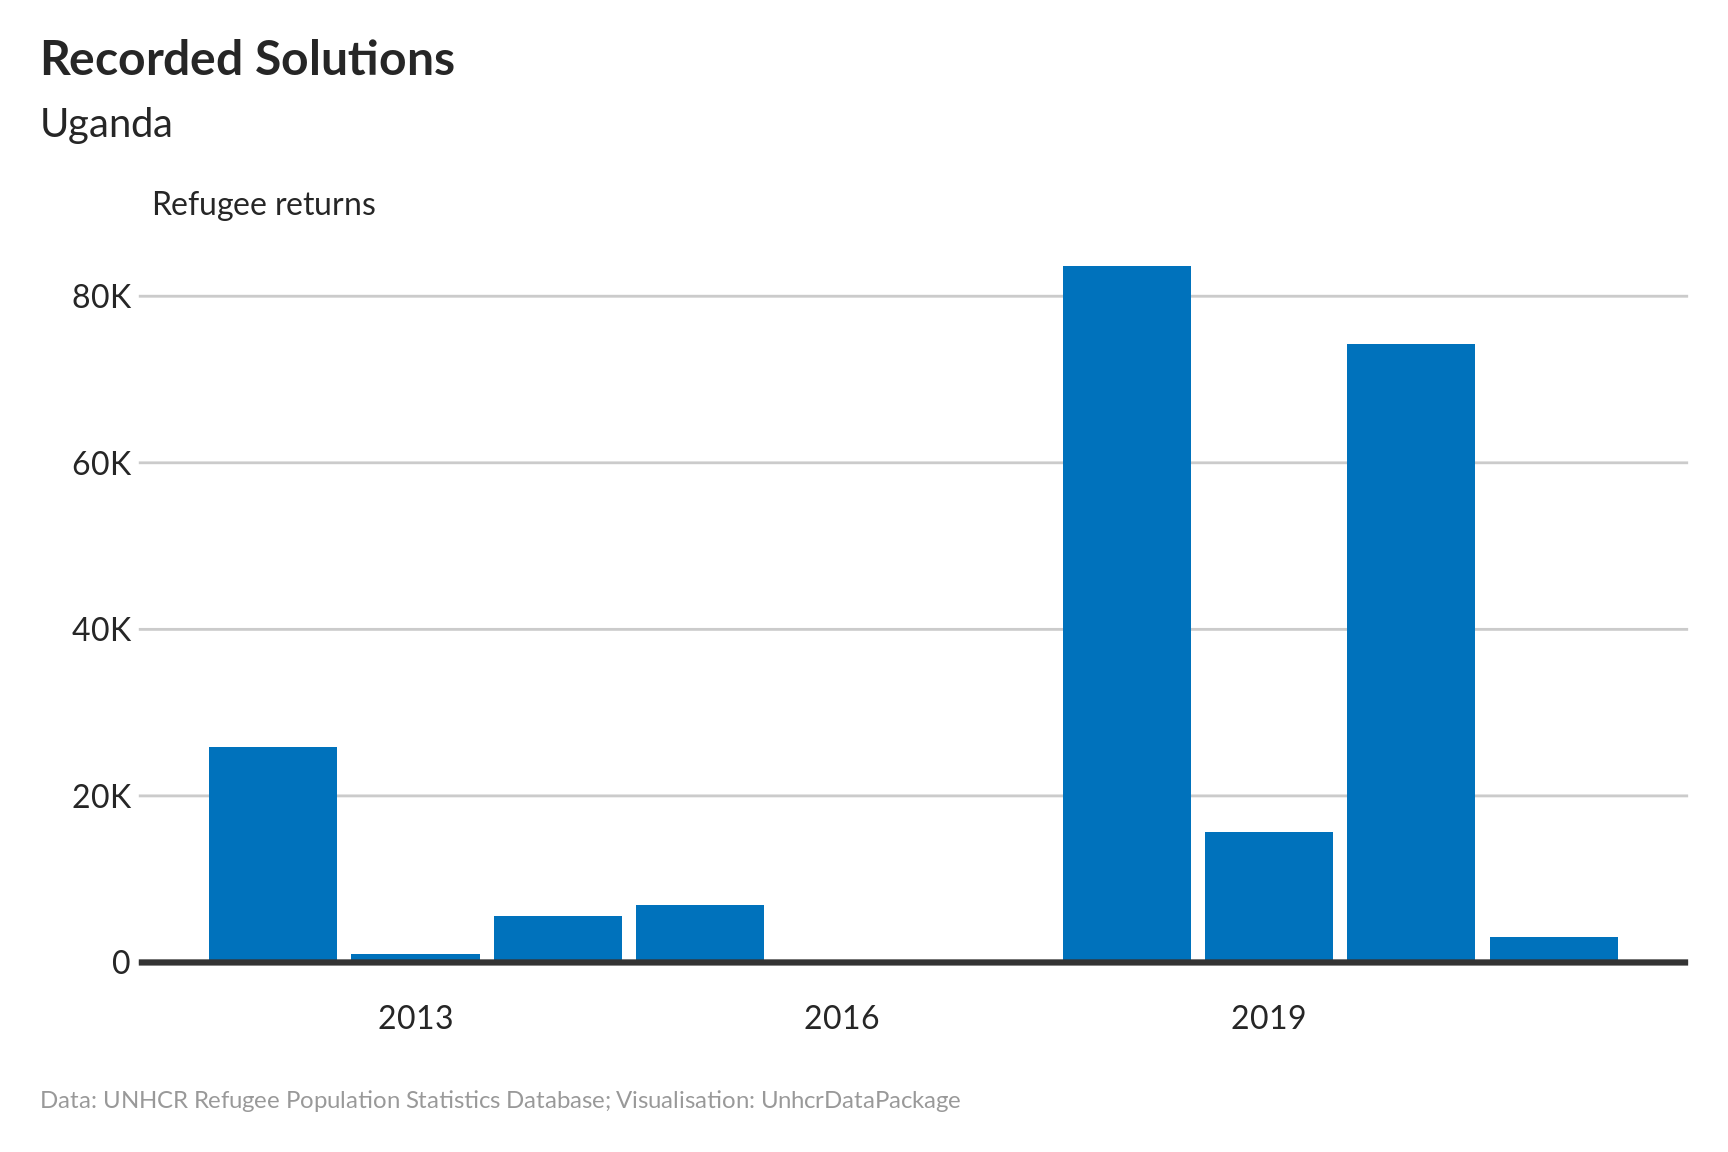 Recorded Solutions
Uganda
Refugee returns
80K
60K
40K
20K
0
2013 2016 2019
Data: UNHCR Refugee Population Statistics Database; Visualisation: UnhcrDataPackage